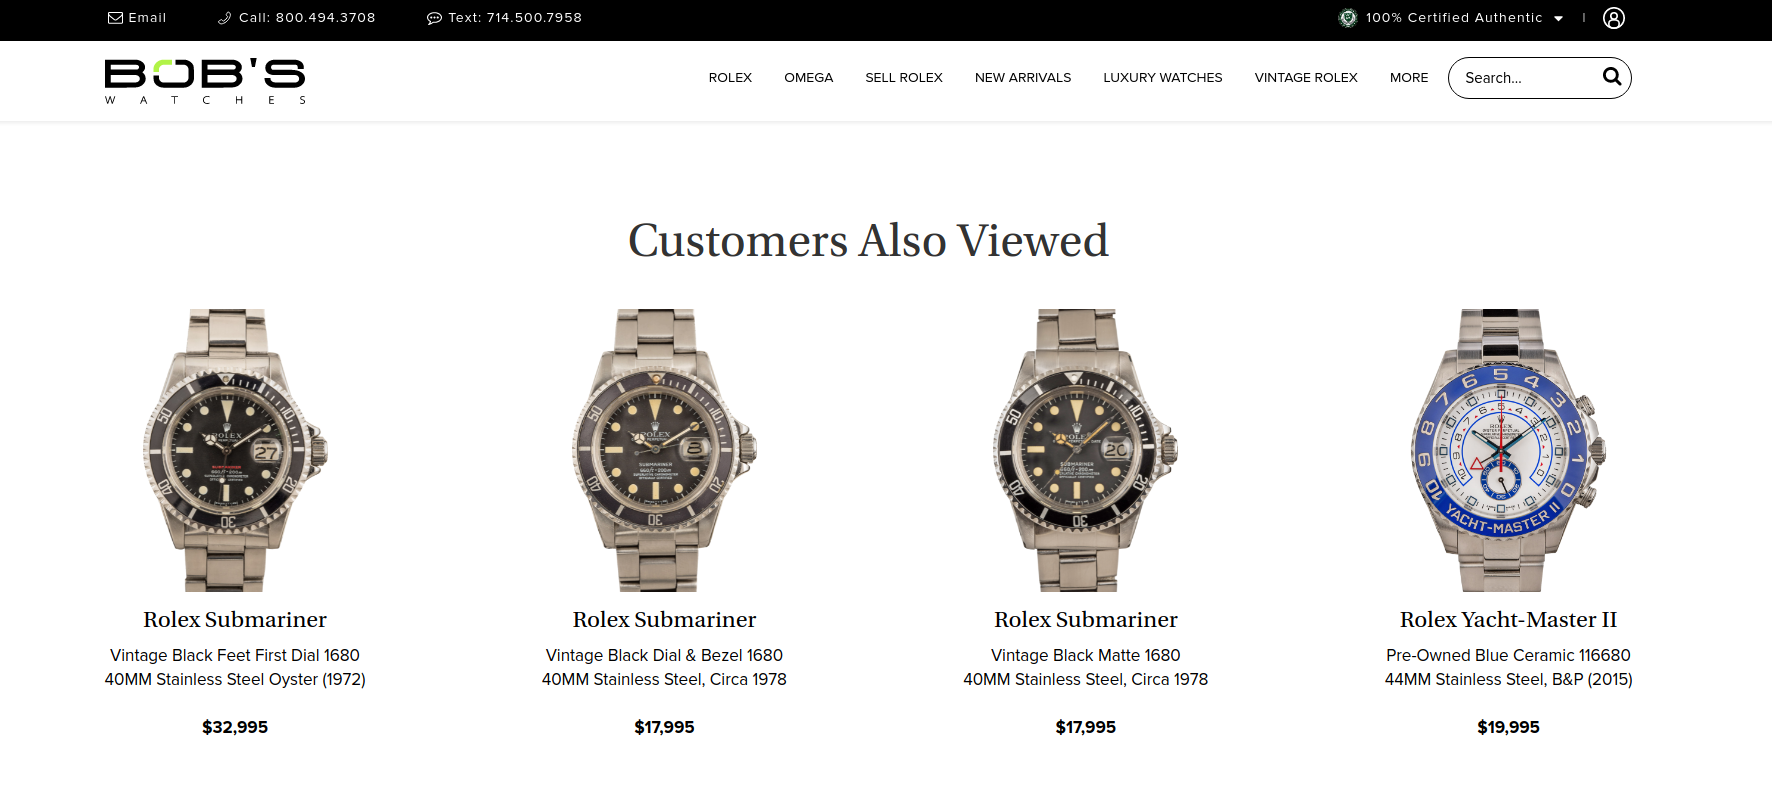 Email
Call: 800.494.3708
Text: 714.500.7958
100% Certified Authentic
|
BOB'S
WATCHES
ROLEX
OMEGA
SELL ROLEX
NEW ARRIVALS
LUXURY WATCHES
VINTAGE ROLEX
MORE
Search...
Customers Also Viewed
Rolex Submariner
Vintage Black Feet First Dial 1680
40MM Stainless Steel Oyster (1972)
$32,995
Rolex Submariner
Vintage Black Dial & Bezel 1680
40MM Stainless Steel, Circa 1978
$17,995
Rolex Submariner
Vintage Black Matte 1680
40MM Stainless Steel, Circa 1978
$17,995
YACHT-MASTER II
Rolex Yacht-Master II
Pre-Owned Blue Ceramic 116680
44MM Stainless Steel, B&P (2015)
$19,995